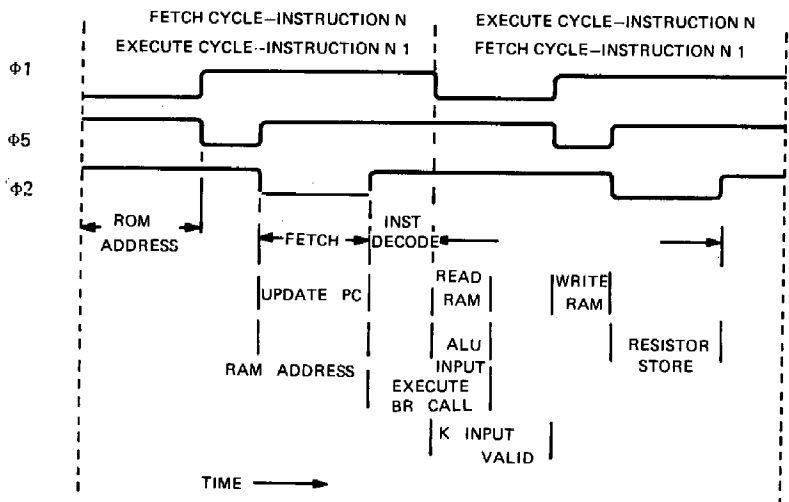 FETCH CYCLE–INSTRUCTION N
EXECUTE CYCLE–INSTRUCTION N
EXECUTE CYCLE--INSTRUCTION N 1
FETCH CYCLE–INSTRUCTION N 1
Φ1
Φ5
Φ2
ROM
ADDRESS
FETCH
INST
DECODE
UPDATE PC
READ
RAM
WRITE
RAM
RAM ADDRESS
ALU
INPUT
RESISTOR
STORE
EXECUTE
BR CALL
K INPUT
VALID
TIME